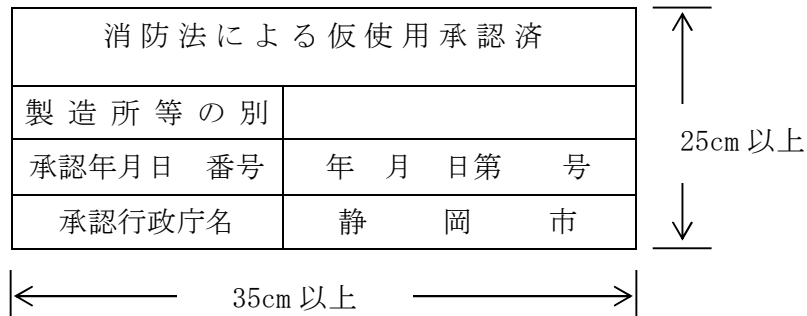 消防法による仮使用承認済
製造所等の別
承認年月日　番号　年　月　日第　号
承認行政庁名　静　岡　市
25cm 以上
35cm 以上